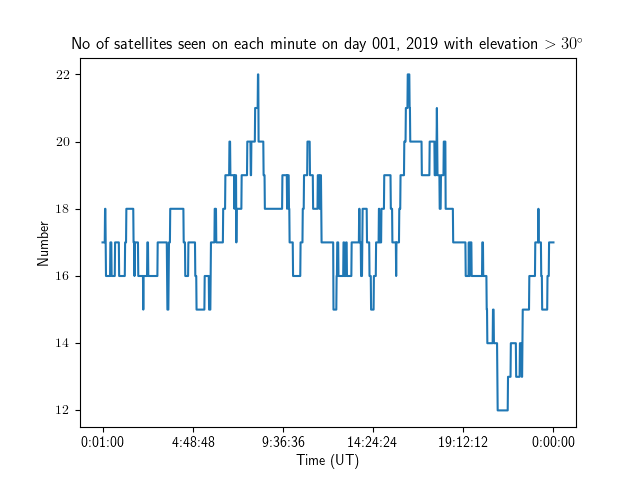 No of satellites seen on each minute on day 001, 2019 with elevation > 30°
22
20
18
16
14
12
Number
0:01:00 4:48:48 9:36:36 14:24:24 19:12:12 0:00:00
Time (UT)